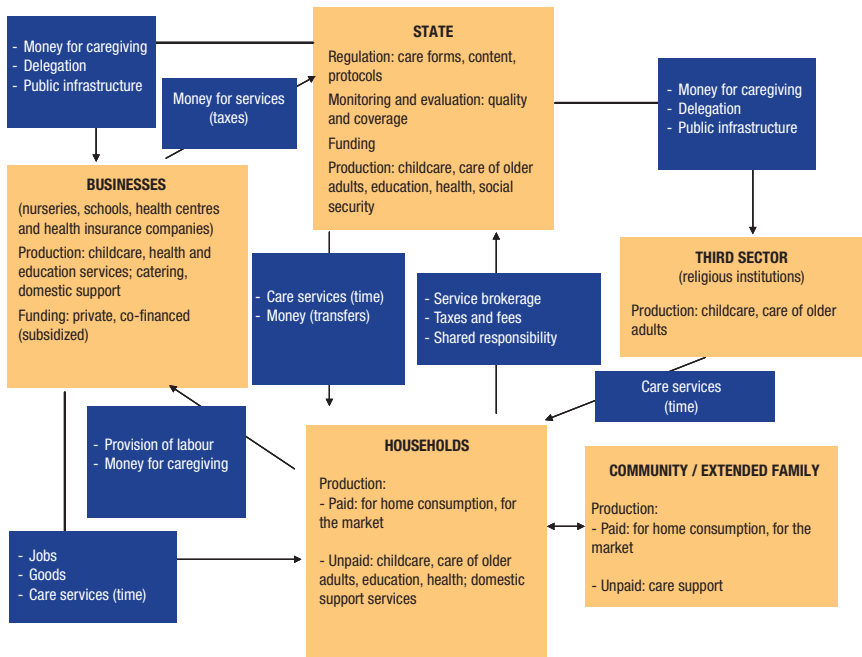 - Money for caregiving
- Delegation
- Public infrastructure
Money for services
(taxes)
STATE
Regulation: care forms, content,
protocols
Monitoring and evaluation: quality
and coverage
Funding
Production: childcare, care of older
adults, education, health, social
security
- Money for caregiving
- Delegation
- Public infrastructure
BUSINESSES
(nurseries, schools, health centres
and health insurance companies)
Production: childcare, health and
education services; catering,
domestic support
Funding: private, co-financed
(subsidized)
- Care services (time)
- Money (transfers)
- Service brokerage
- Taxes and fees
- Shared responsibility
THIRD SECTOR
(religious institutions)
Production: childcare, care of older
adults
Care services
(time)
- Provision of labour
- Money for caregiving
- Jobs
- Goods
- Care services (time)
HOUSEHOLDS
Production:
- Paid: for home consumption, for
the market
- Unpaid: childcare, care of older
adults, education, health; domestic
support services
COMMUNITY / EXTENDED FAMILY
Production:
- Paid: for home consumption, for the
market
- Unpaid: care support